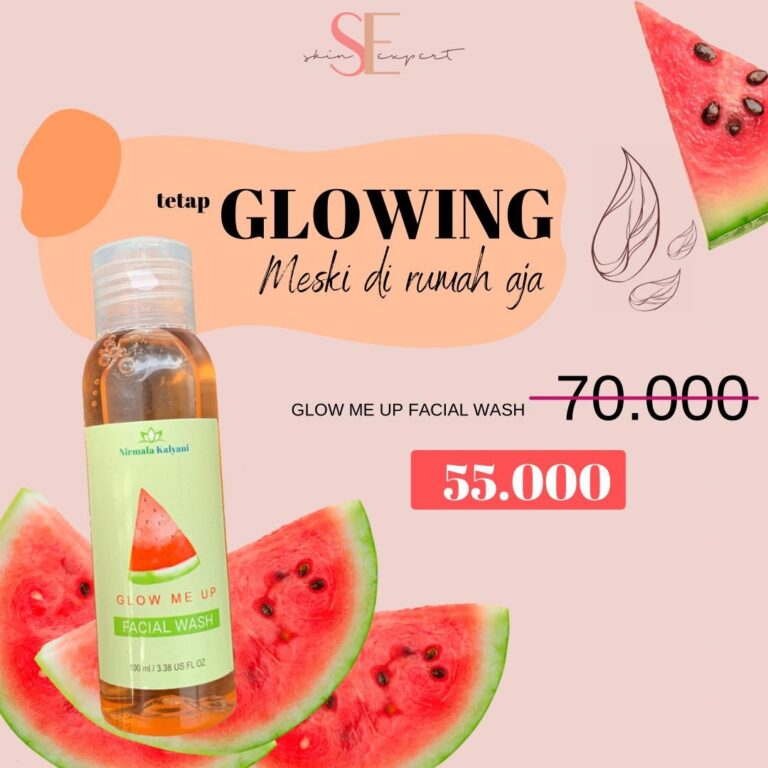 SE
skin expert
tetap GLOWING
Meski di rumah aja
GLOW ME UP FACIAL WASH 70.000
55.000
Nirmala Kalyani
GLOW ME UP
FACIAL WASH
100 ml / 3.38 US FL OZ